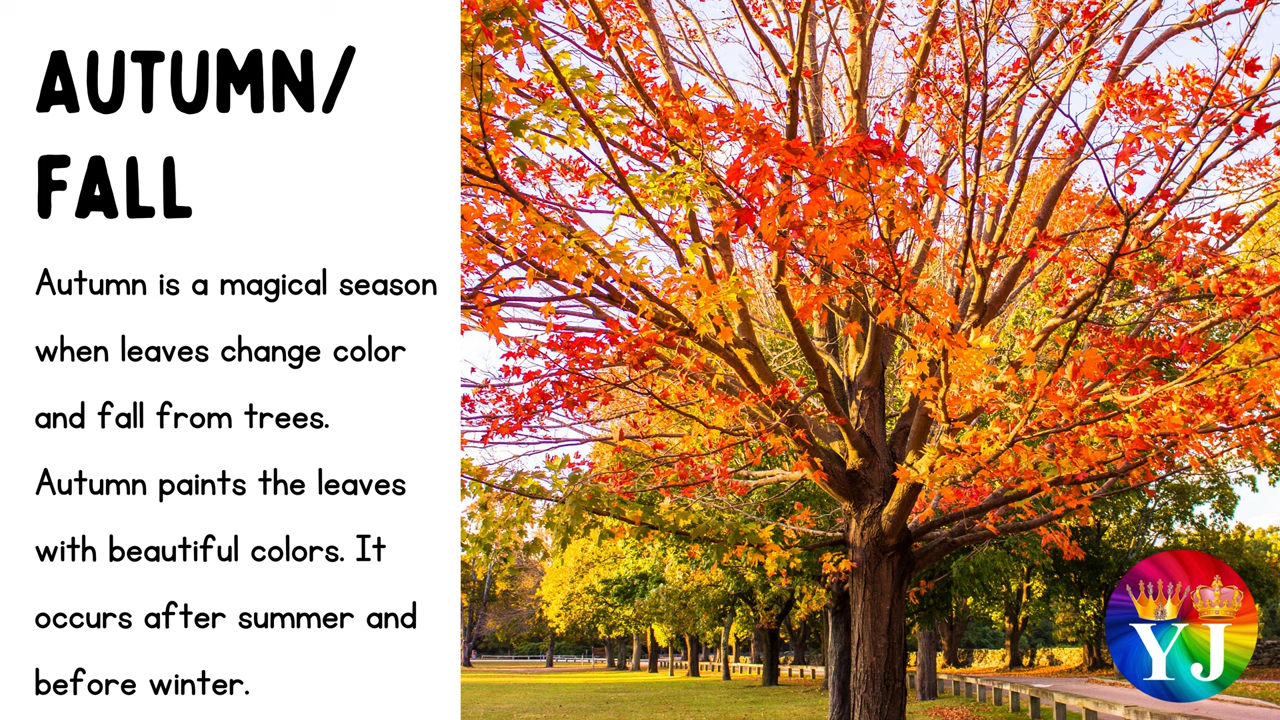 AUTUMN/
FALL
Autumn is a magical season
when leaves change color
and fall from trees.
Autumn paints the leaves
with beautiful colors. It
occurs after summer and
before winter.
YJ